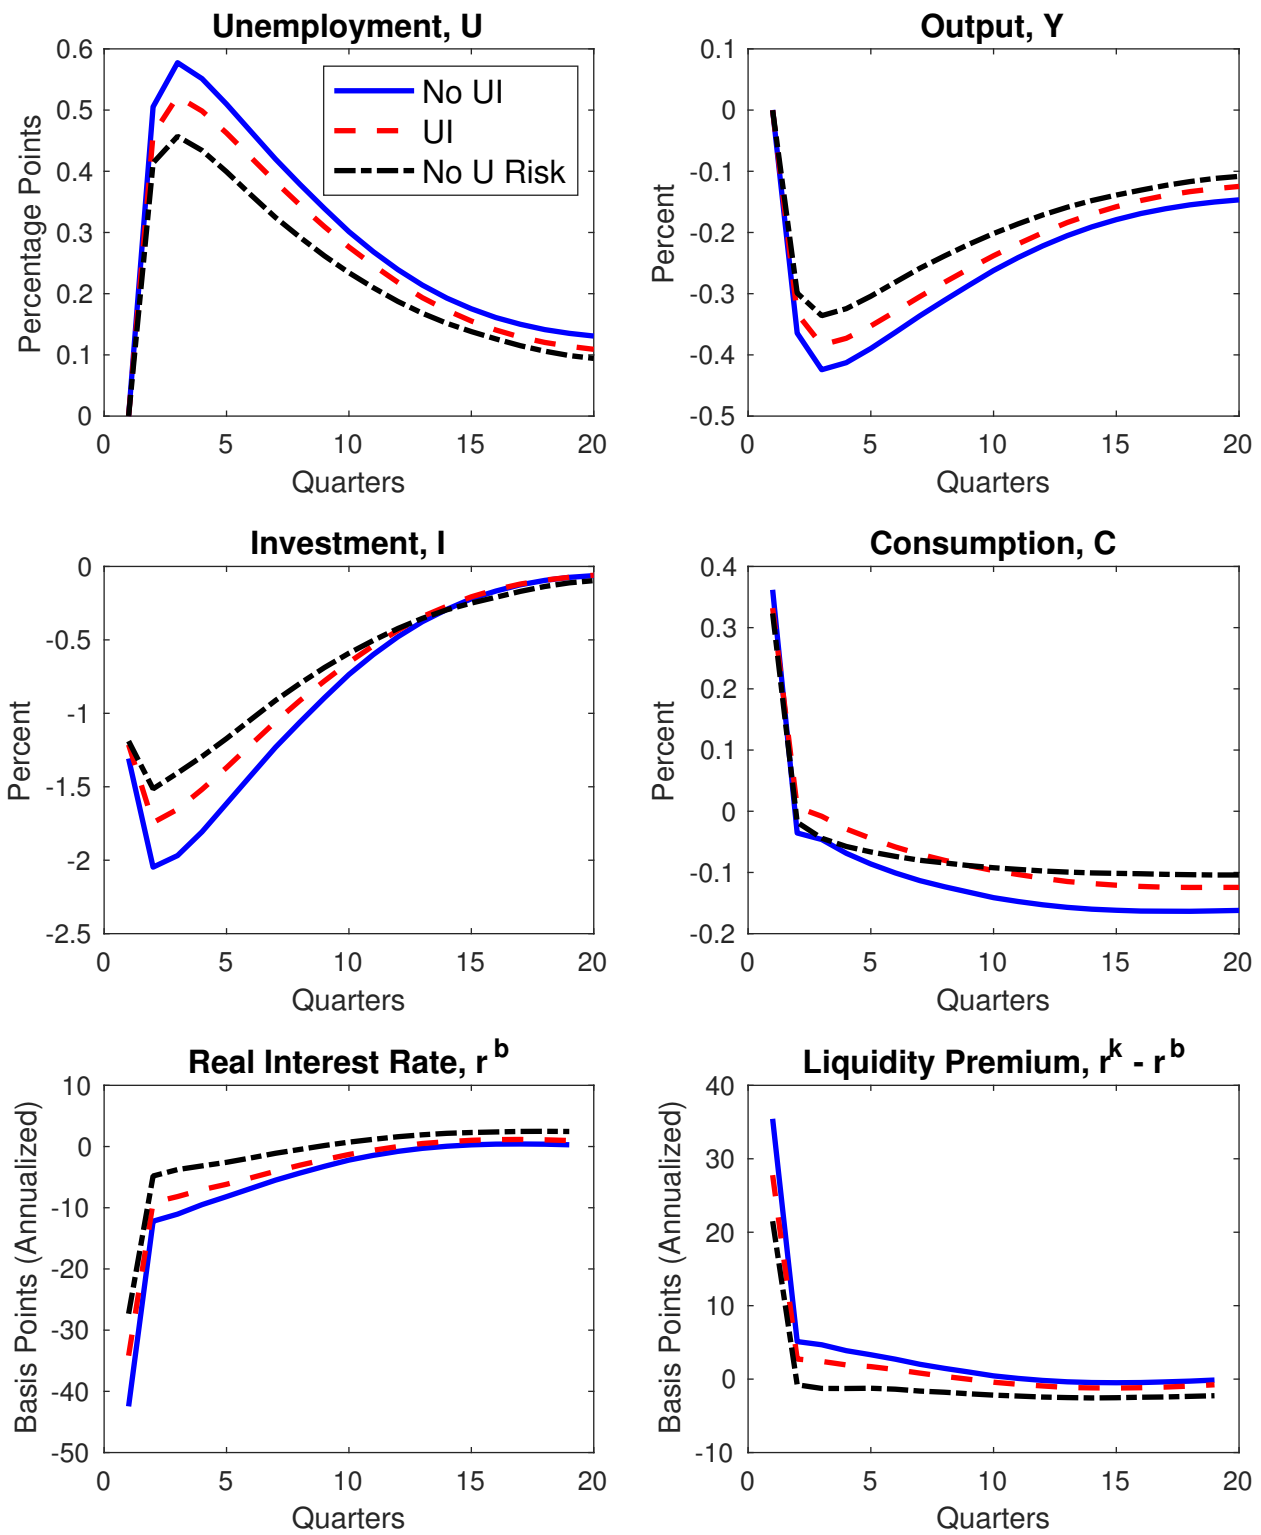 Unemployment, U
Percentage Points
0.6
0.5
0.4
0.3
0.2
0.1
0
0 5 10 15 20
Quarters
No UI
UI
No U Risk
Output, Y
Percent
0.1
0
-0.1
-0.2
-0.3
-0.4
-0.5
0 5 10 15 20
Quarters
Investment, I
Percent
0
-0.5
-1
-1.5
-2
-2.5
0 5 10 15 20
Quarters
Consumption, C
Percent
0.4
0.3
0.2
0.1
0
-0.1
-0.2
0 5 10 15 20
Quarters
Real Interest Rate, r^b
Basis Points (Annualized)
10
0
-10
-20
-30
-40
-50
0 5 10 15 20
Quarters
Liquidity Premium, r^k - r^b
Basis Points (Annualized)
40
30
20
10
0
-10
0 5 10 15 20
Quarters